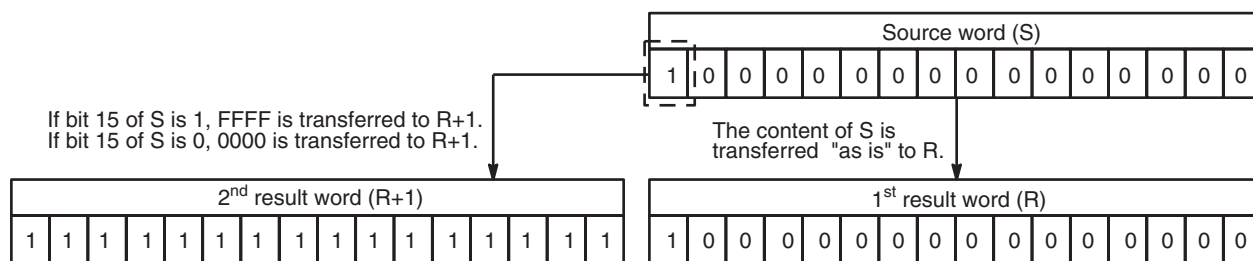 Source word (S)
1 0 0 0 0 0 0 0 0 0 0 0 0 0 0 0
If bit 15 of S is 1, FFFF is transferred to R+1.
If bit 15 of S is 0, 0000 is transferred to R+1.
The content of S is
transferred "as is" to R.
2nd result word (R+1)
1 1 1 1 1 1 1 1 1 1 1 1 1 1 1 1
1st result word (R)
1 0 0 0 0 0 0 0 0 0 0 0 0 0 0 0